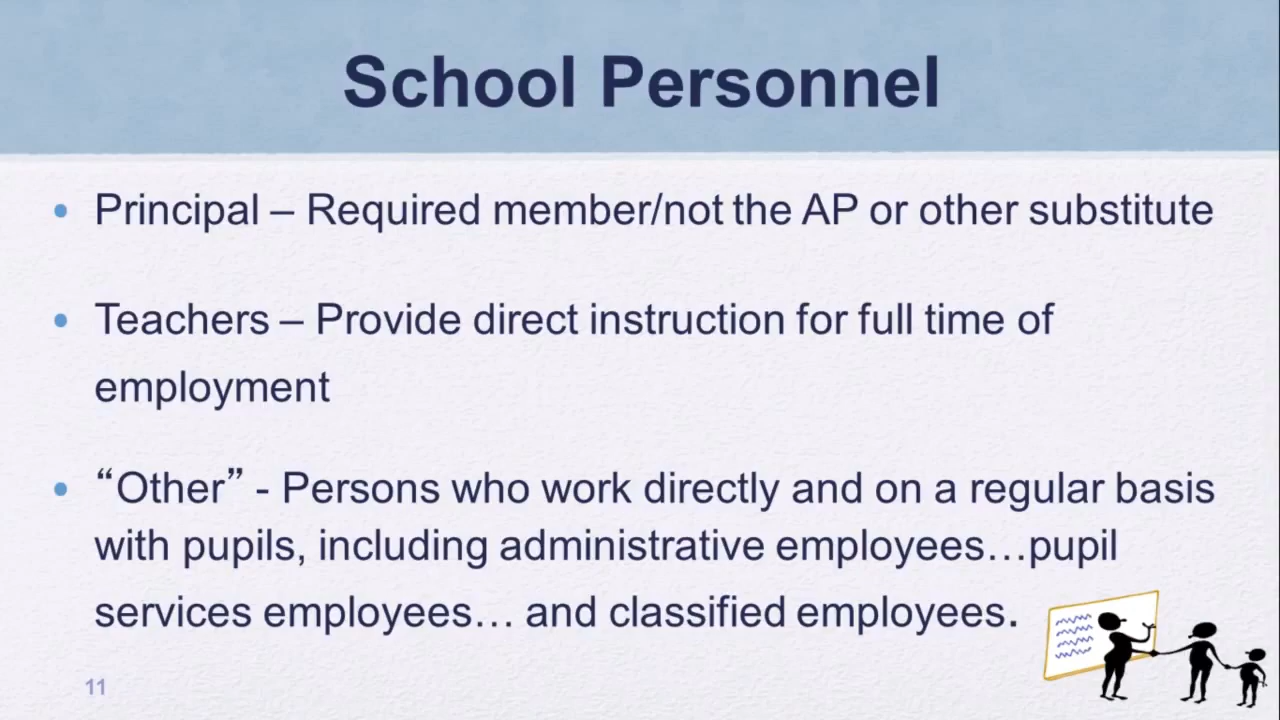 School Personnel
• Principal – Required member/not the AP or other substitute
• Teachers – Provide direct instruction for full time of
employment
• “Other” - Persons who work directly and on a regular basis
with pupils, including administrative employees…pupil
services employees… and classified employees.
11